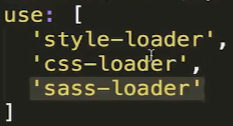 use: [
'style-loader',
'css-loader',
'sass-loader'
]